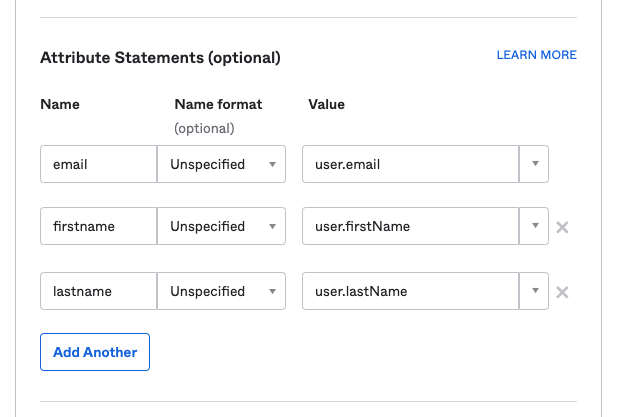 Attribute Statements (optional)
LEARN MORE
Name
Name format
(optional)
Value
email
Unspecified
user.email
firstname
Unspecified
user.firstName
lastname
Unspecified
user.lastName
Add Another